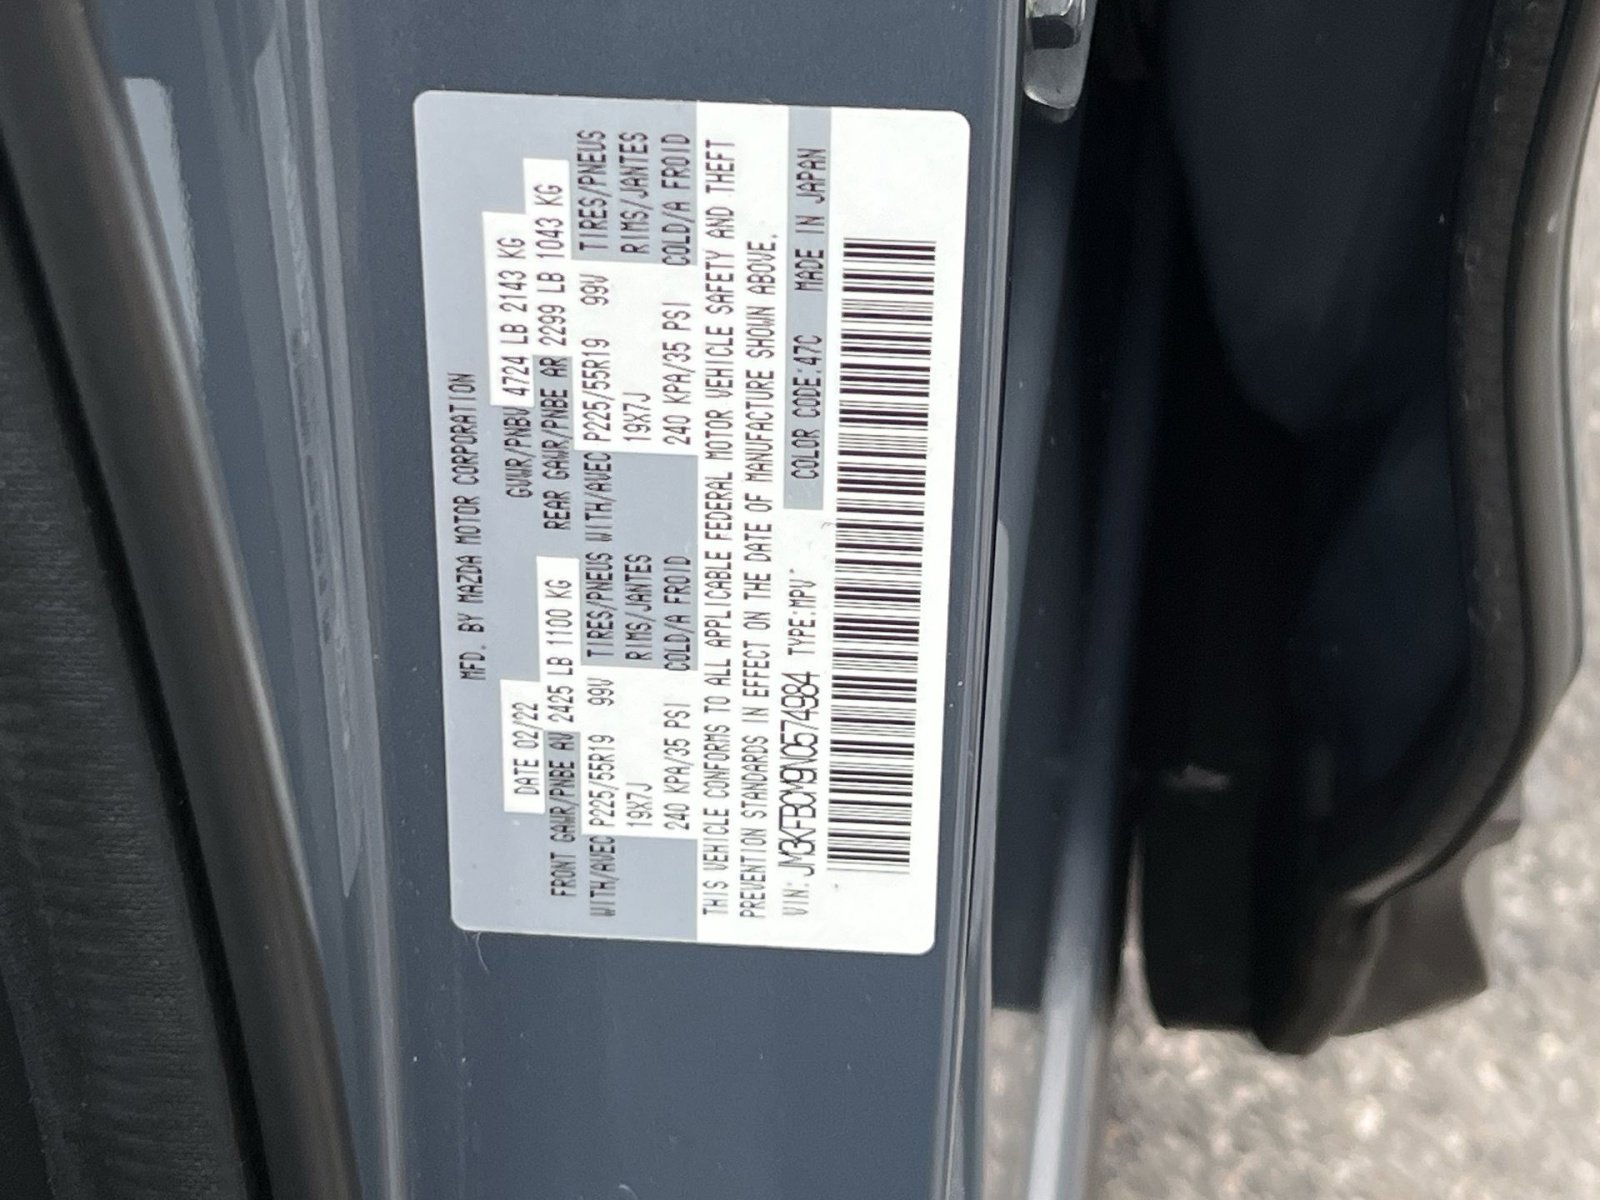 MFD. BY MAZDA MOTOR CORPORATION
DATE 02/22 GVWR/PNBV 4724 LB 2143 KG
FRONT GAWR/PNBE AV 2425 LB 1100 KG REAR GAWR/PNBE AR 2299 LB 1043 KG
WITH/AVEC P225/55R19 99V TIRES/PNEUS WITH/AVEC P225/55R19 99V TIRES/PNEUS
19X7J RIMS/JANTES 19X7J RIMS/JANTES
240 KPA/35 PSI COLD/A FROID 240 KPA/35 PSI COLD/A FROID
THIS VEHICLE CONFORMS TO ALL APPLICABLE FEDERAL MOTOR VEHICLE SAFETY AND THEFT
PREVENTION STANDARDS IN EFFECT ON THE DATE OF MANUFACTURE SHOWN ABOVE.
VIN: JM3KFBCM9N0574984 TYPE:MPV COLOR CODE:47C MADE IN JAPAN